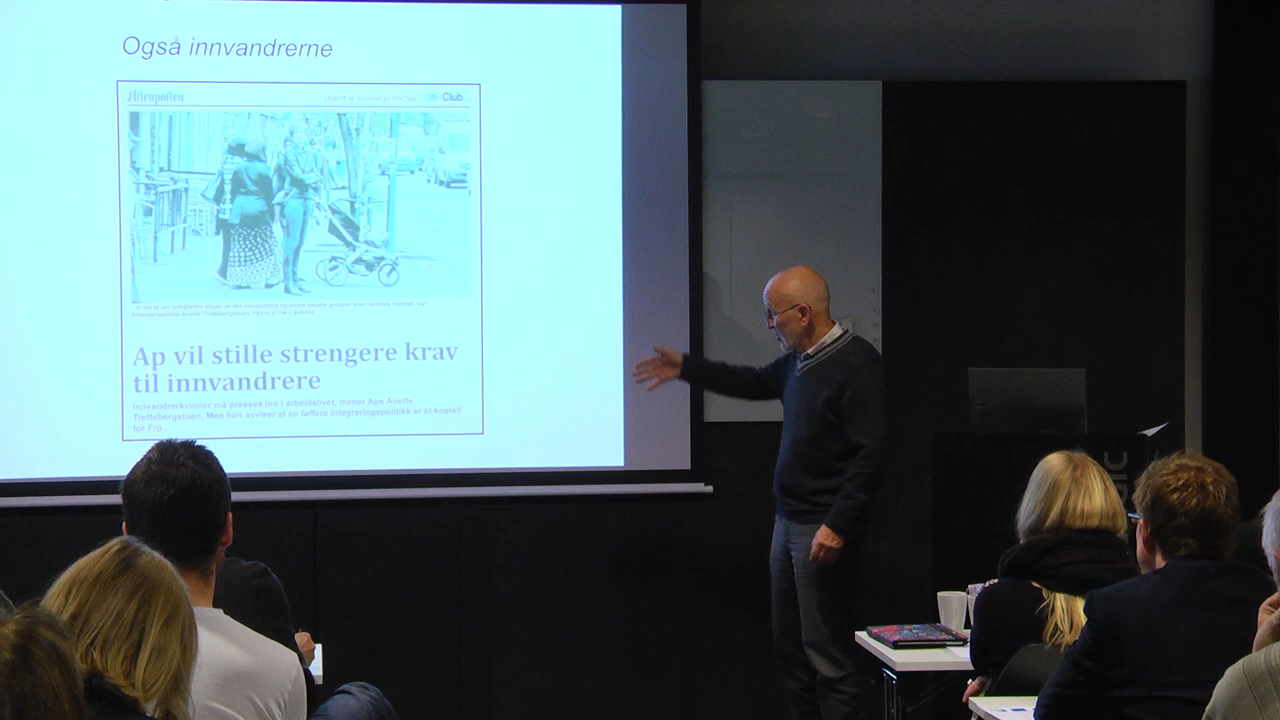 Også innvandrerne
Aftenposten
Club
Ap vil stille strengere krav
til innvandrere
Innvandrerkvinner må presses inn i arbeidslivet, mener Aps Anette
Trettebergstuen. Men hun avviser at en tøffere integreringspolitikk er et knefall
for Frp.